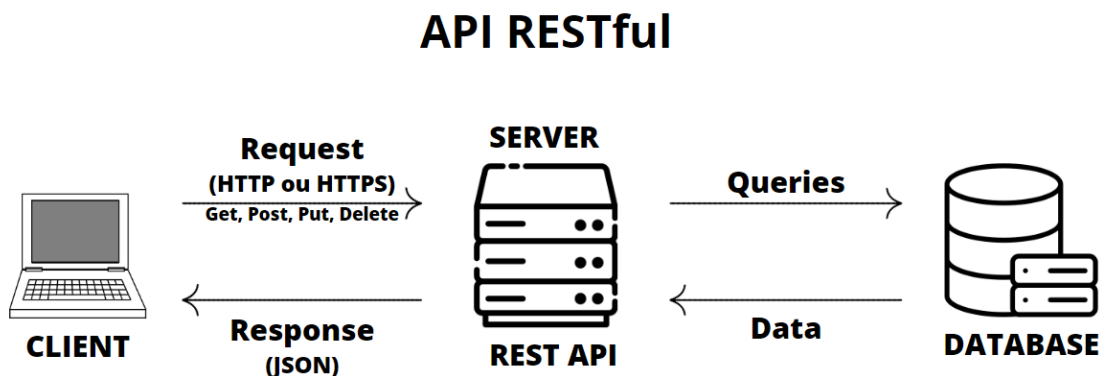 API RESTful
Request
(HTTP ou HTTPS)
Get, Post, Put, Delete
SERVER
Queries
CLIENT
Response
(JSON)
REST API
Data
DATABASE